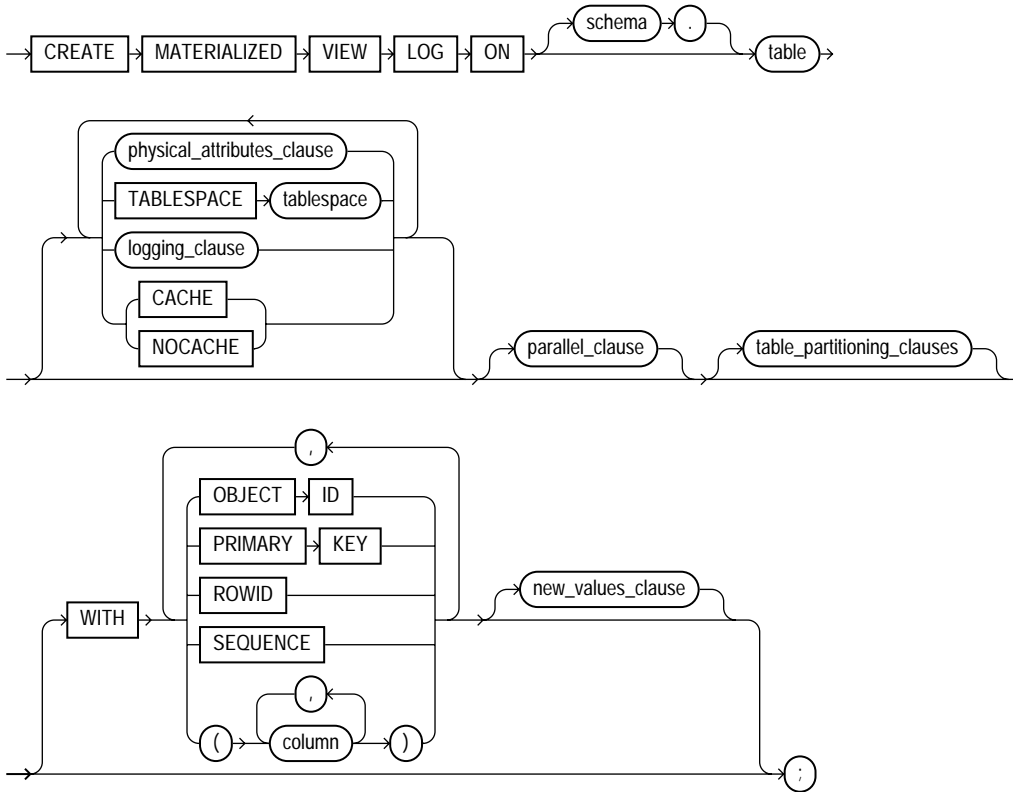 CREATE MATERIALIZED VIEW LOG ON schema . table
physical_attributes_clause
TABLESPACE tablespace
logging_clause
CACHE
NOCACHE
parallel_clause table_partitioning_clauses
,
OBJECT ID
PRIMARY KEY
ROWID
SEQUENCE
,
( column )
WITH
new_values_clause
;